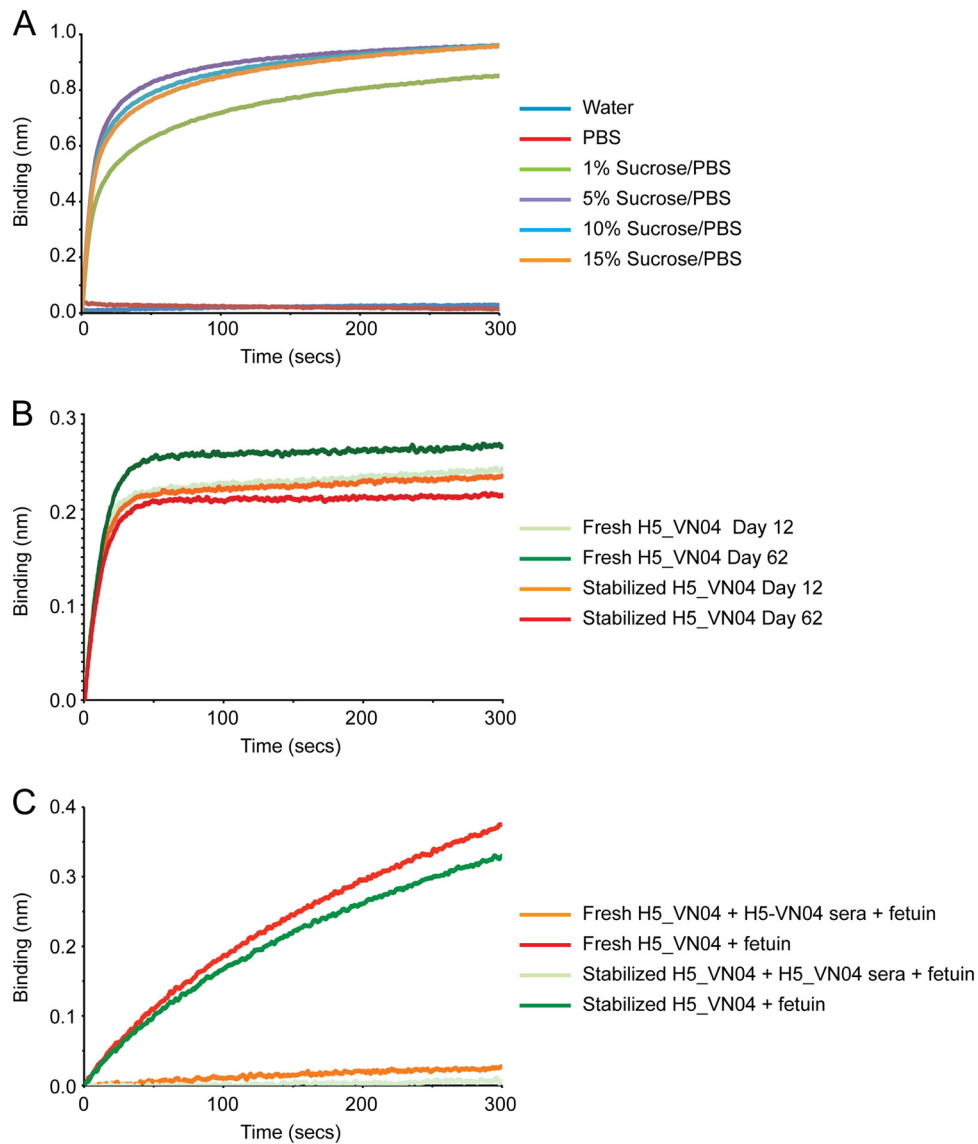 A
1.0
0.8
0.6
0.4
0.2
0.0
Binding (nm)
0
100
200
300
Time (secs)
Water
PBS
1% Sucrose/PBS
5% Sucrose/PBS
10% Sucrose/PBS
15% Sucrose/PBS
B
0.3
0.2
0.1
0.0
Binding (nm)
0
100
200
300
Time (secs)
Fresh H5_VN04 Day 12
Fresh H5_VN04 Day 62
Stabilized H5_VN04 Day 12
Stabilized H5_VN04 Day 62
C
0.4
0.3
0.2
0.1
0.0
Binding (nm)
0
100
200
300
Time (secs)
Fresh H5_VN04 + H5-VN04 sera + fetuin
Fresh H5_VN04 + fetuin
Stabilized H5_VN04 + H5_VN04 sera + fetuin
Stabilized H5_VN04 + fetuin